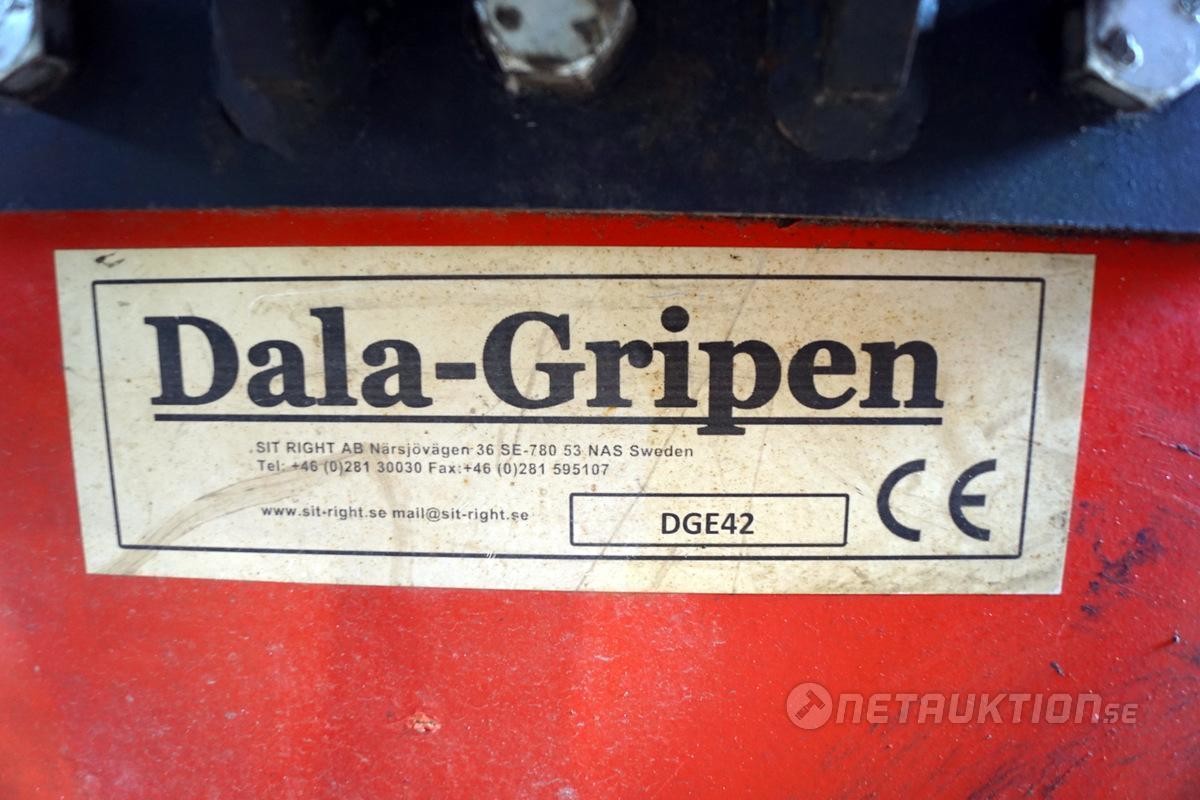 Dala-Gripen
SIT RIGHT AB Närsjövägen 36 SE-780 53 NAS Sweden
Tel: +46 (0)281 30030 Fax:+46 (0)281 595107
www.sit-right.se mail@sit-right.se
DGE42
CE
NETAUKTION.SE